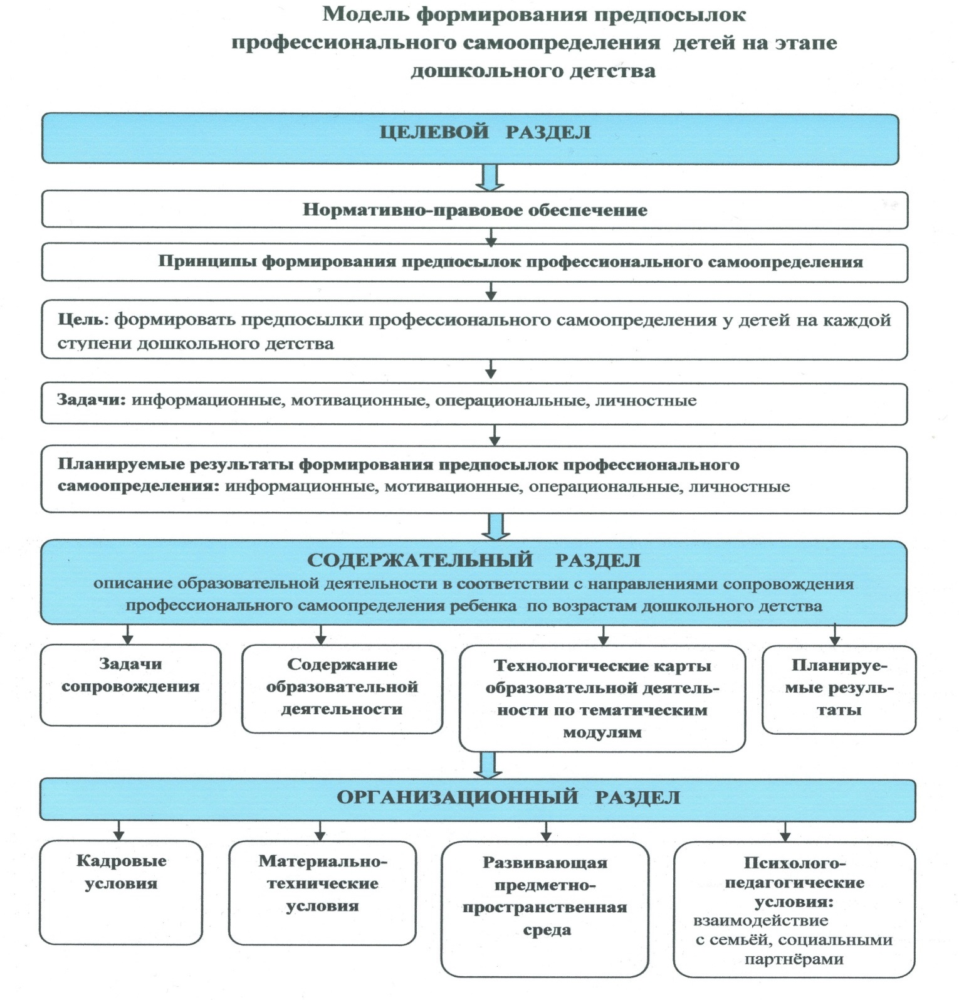 Модель формирования предпосылок
профессионального самоопределения детей на этапе
дошкольного детства
ЦЕЛЕВОЙ РАЗДЕЛ
Нормативно-правовое обеспечение
Принципы формирования предпосылок профессионального самоопределения
Цель: формировать предпосылки профессионального самоопределения у детей на каждой
ступени дошкольного детства
Задачи: информационные, мотивационные, операциональные, личностные
Планируемые результаты формирования предпосылок профессионального
самоопределения: информационные, мотивационные, операциональные, личностные
СОДЕРЖАТЕЛЬНЫЙ РАЗДЕЛ
описание образовательной деятельности в соответствии с направлениями сопровождения
профессионального самоопределения ребенка по возрастам дошкольного детства
Задачи
сопровождения
Содержание
образовательной
деятельности
Технологические карты
образовательной деятель-
ности по тематическим
модулям
Планируе-
мые резуль-
таты
ОРГАНИЗАЦИОННЫЙ РАЗДЕЛ
Кадровые
условия
Материально-
технические
условия
Развивающая
предметно-
пространственная
среда
Психолого-
педагогические
условия:
взаимодействие
с семьёй, социальными
партнёрами